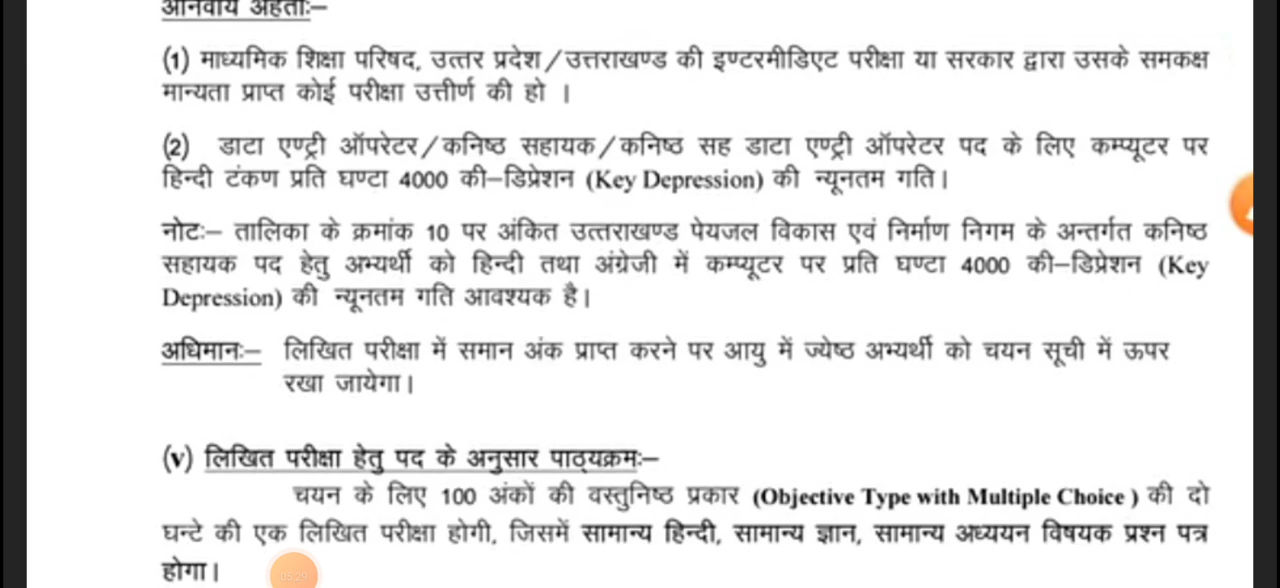 अनिवार्य अर्हताः–
(1) माध्यमिक शिक्षा परिषद, उत्तर प्रदेश/उत्तराखण्ड की इण्टरमीडिएट परीक्षा या सरकार द्वारा उसके समकक्ष
मान्यता प्राप्त कोई परीक्षा उत्तीर्ण की हो ।
(2) डाटा एण्ट्री ऑपरेटर/कनिष्ठ सहायक/कनिष्ठ सह डाटा एण्ट्री ऑपरेटर पद के लिए कम्प्यूटर पर
हिन्दी टंकण प्रति घण्टा 4000 की–डिप्रेशन (Key Depression) की न्यूनतम गति।
नोटः– तालिका के क्रमांक 10 पर अंकित उत्तराखण्ड पेयजल विकास एवं निर्माण निगम के अन्तर्गत कनिष्ठ
सहायक पद हेतु अभ्यर्थी को हिन्दी तथा अंग्रेजी में कम्प्यूटर पर प्रति घण्टा 4000 की–डिप्रेशन (Key
Depression) की न्यूनतम गति आवश्यक है।
अधिमानः– लिखित परीक्षा में समान अंक प्राप्त करने पर आयु में ज्येष्ठ अभ्यर्थी को चयन सूची में ऊपर
रखा जायेगा।
(v) लिखित परीक्षा हेतु पद के अनुसार पाठ्यक्रमः–
चयन के लिए 100 अंकों की वस्तुनिष्ठ प्रकार (Objective Type with Multiple Choice ) की दो
घन्टे की एक लिखित परीक्षा होगी, जिसमें सामान्य हिन्दी, सामान्य ज्ञान, सामान्य अध्ययन विषयक प्रश्न पत्र
होगा।
05:29